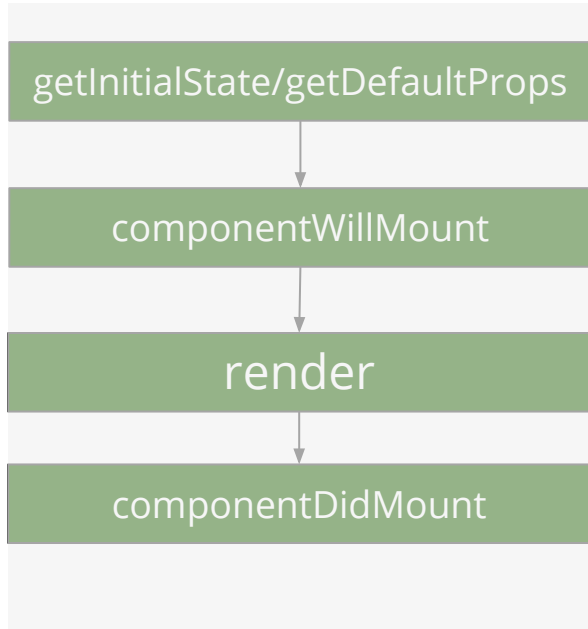 getInitialState/getDefaultProps
componentWillMount
render
componentDidMount